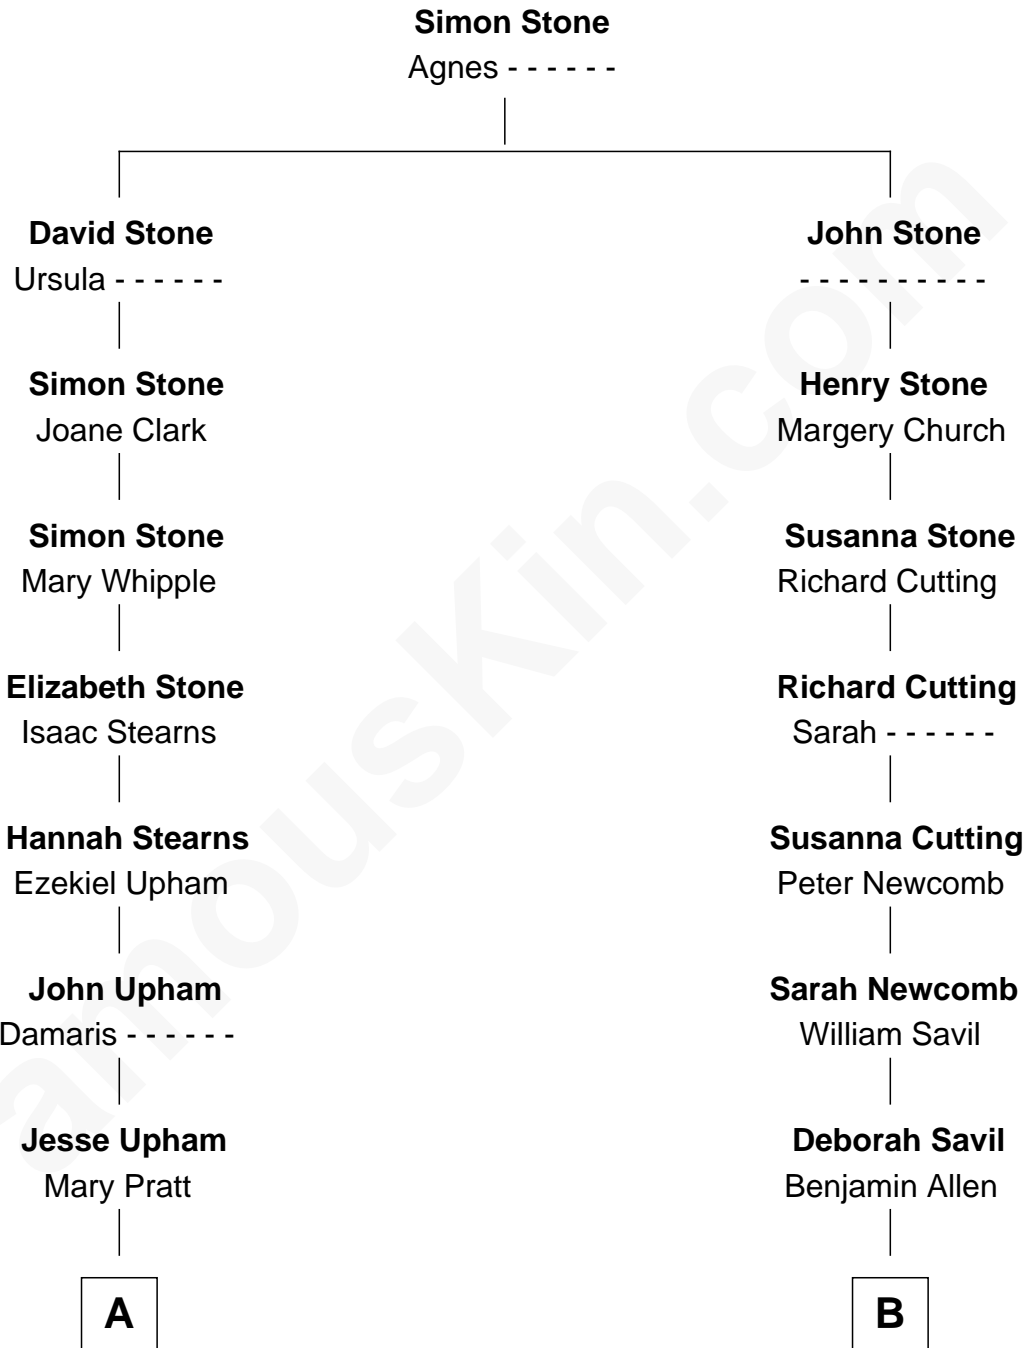 Simon Stone
Agnes - - - - - -
David Stone
Ursula - - - - - -
Simon Stone
Joane Clark
Simon Stone
Mary Whipple
Elizabeth Stone
Isaac Stearns
Hannah Stearns
Ezekiel Upham
John Upham
Damaris - - - - - -
Jesse Upham
Mary Pratt
A
John Stone
- - - - - - - - - -
Henry Stone
Margery Church
Susanna Stone
Richard Cutting
Richard Cutting
Sarah - - - - - -
Susanna Cutting
Peter Newcomb
Sarah Newcomb
William Savil
Deborah Savil
Benjamin Allen
B
amousKin.com